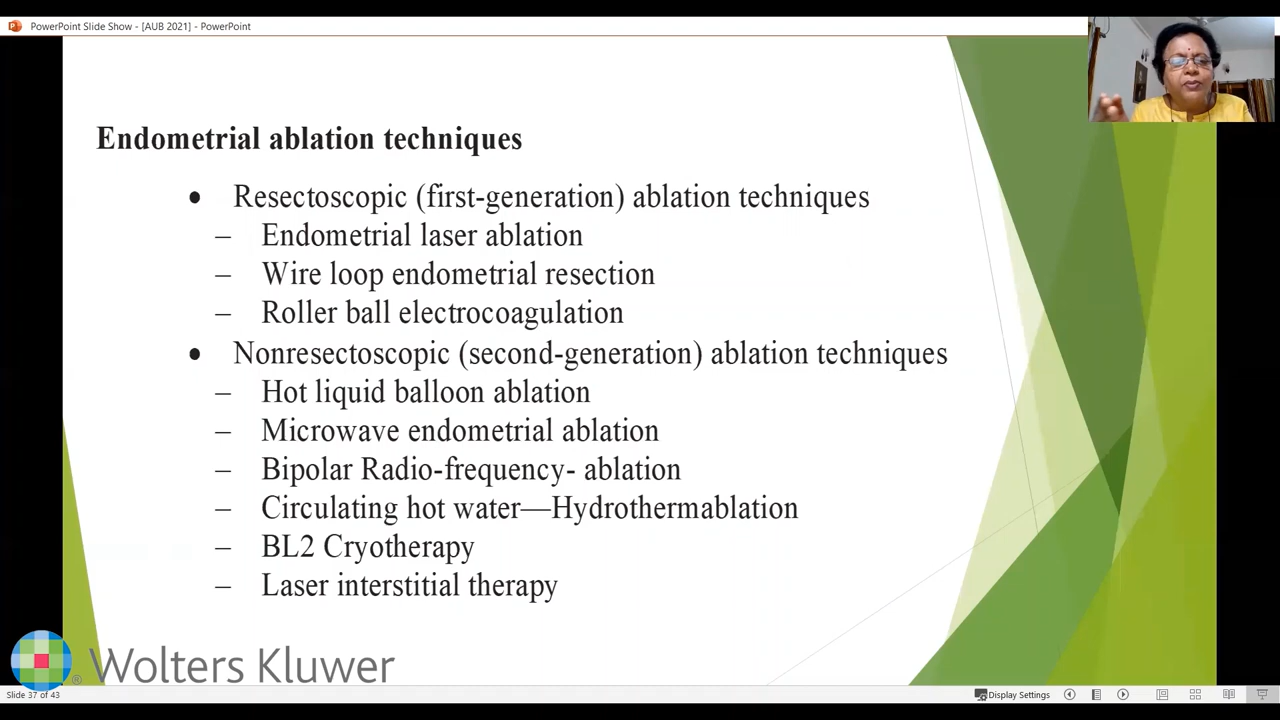 PowerPoint Slide Show - [AUB 2021] - PowerPoint
Endometrial ablation techniques
• Resectoscopic (first-generation) ablation techniques
– Endometrial laser ablation
– Wire loop endometrial resection
– Roller ball electrocoagulation
• Nonresectoscopic (second-generation) ablation techniques
– Hot liquid balloon ablation
– Microwave endometrial ablation
– Bipolar Radio-frequency- ablation
– Circulating hot water—Hydrothermablation
– BL2 Cryotherapy
– Laser interstitial therapy
® Wolters Kluwer
Slide 37 of 43
Display Settings